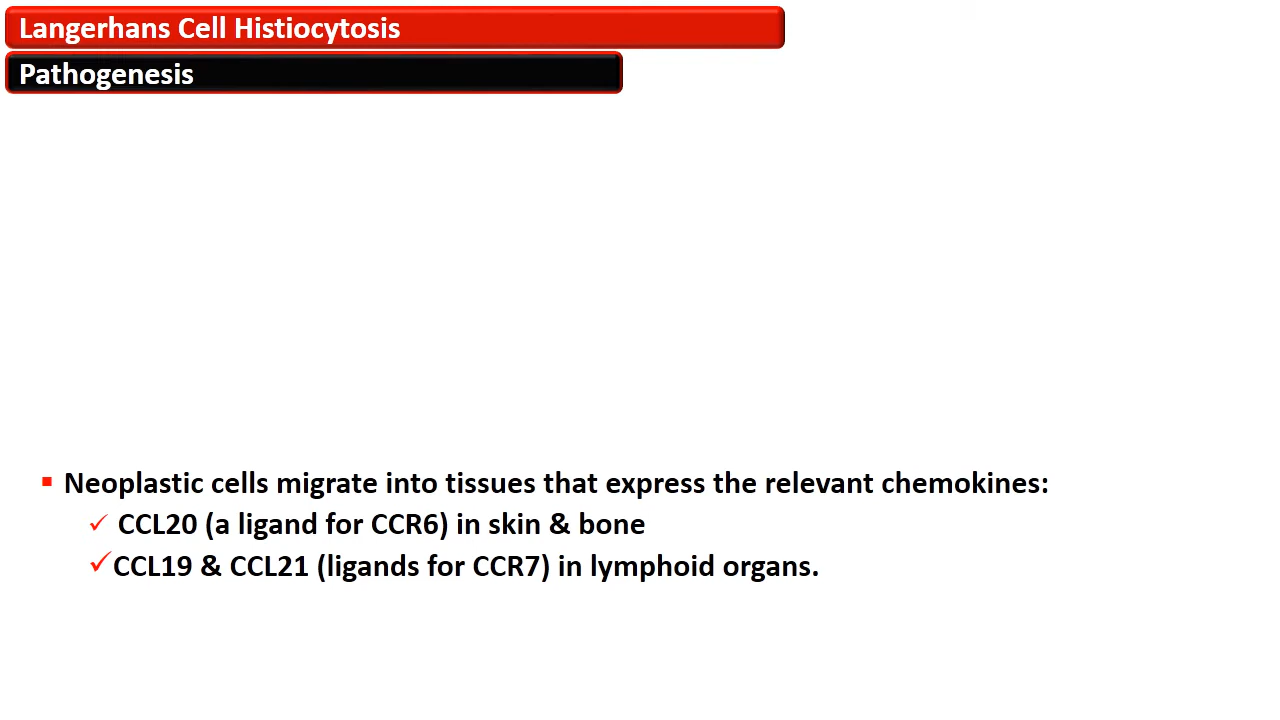 Langerhans Cell Histiocytosis
Pathogenesis
▪ Neoplastic cells migrate into tissues that express the relevant chemokines:
✓ CCL20 (a ligand for CCR6) in skin & bone
✓CCL19 & CCL21 (ligands for CCR7) in lymphoid organs.